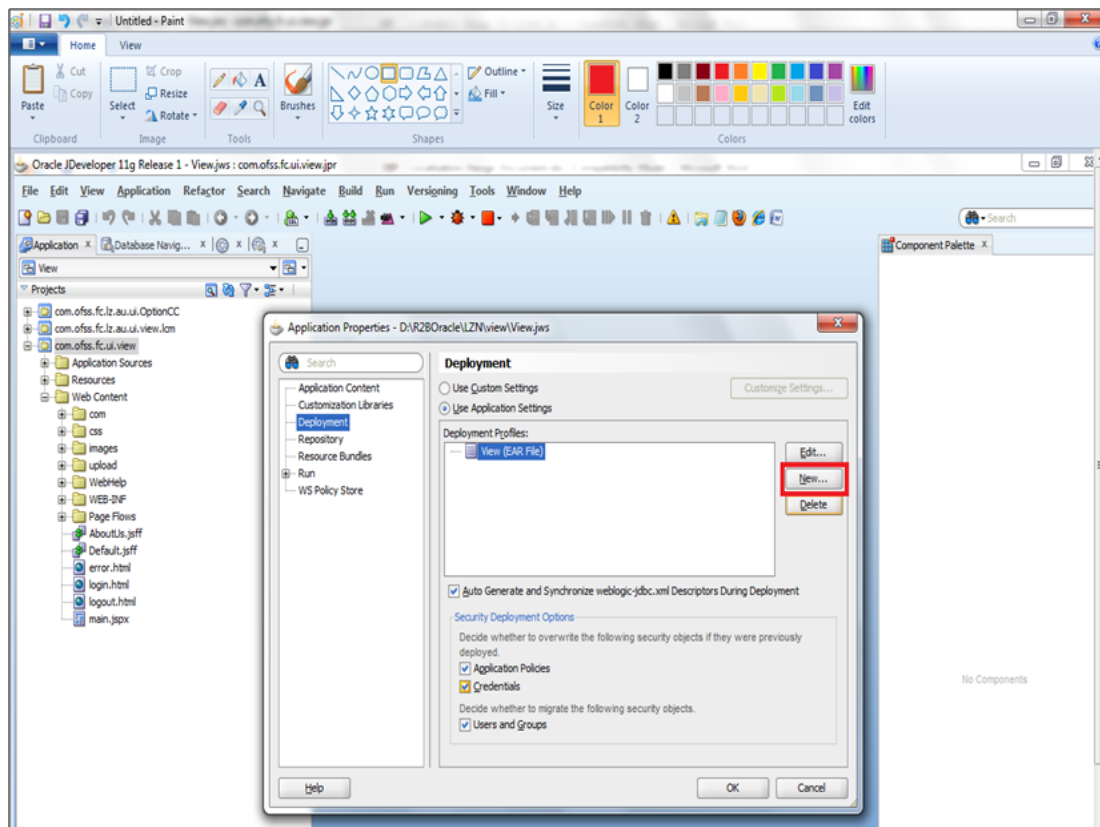 Untitled - Paint
Home View
Cut
Copy
Paste
Clipboard
Select
Crop
Resize
Rotate
Image
A
Tools
Brushes
Outline
Fill
Shapes
Size
Color 1
Color 2
Edit colors
Colors
Oracle JDeveloper 11g Release 1 - View.jws : com.ofss.fc.ui.view.jpr
File Edit View Application Refactor Search Navigate Build Run Versioning Tools Window Help
Search
Application Database Navig...
Component Palette
View
Projects
com.ofss.fc.lz.au.ui.OptionCC
com.ofss.fc.lz.au.ui.view.lcm
com.ofss.fc.ui.view
Application Sources
Resources
Web Content
com
css
images
upload
WebHelp
WEB-INF
Page Flows
AboutUs.jsff
Default.jsff
error.html
login.html
logout.html
main.jspx
Application Properties - D:\R2BOracle\LZN\view\View.jws
Search
Application Content
Customization Libraries
Deployment
Repository
Resource Bundles
Run
WS Policy Store
Deployment
Use Custom Settings
Customize Settings...
Use Application Settings
Deployment Profiles:
View (EAR File)
Edit...
New...
Delete
Auto Generate and Synchronize weblogic-jdbc.xml Descriptors During Deployment
Security Deployment Options
Decide whether to overwrite the following security objects if they were previously
deployed.
Application Policies
Credentials
Decide whether to migrate the following security objects.
Users and Groups
Help
OK
Cancel
No Components